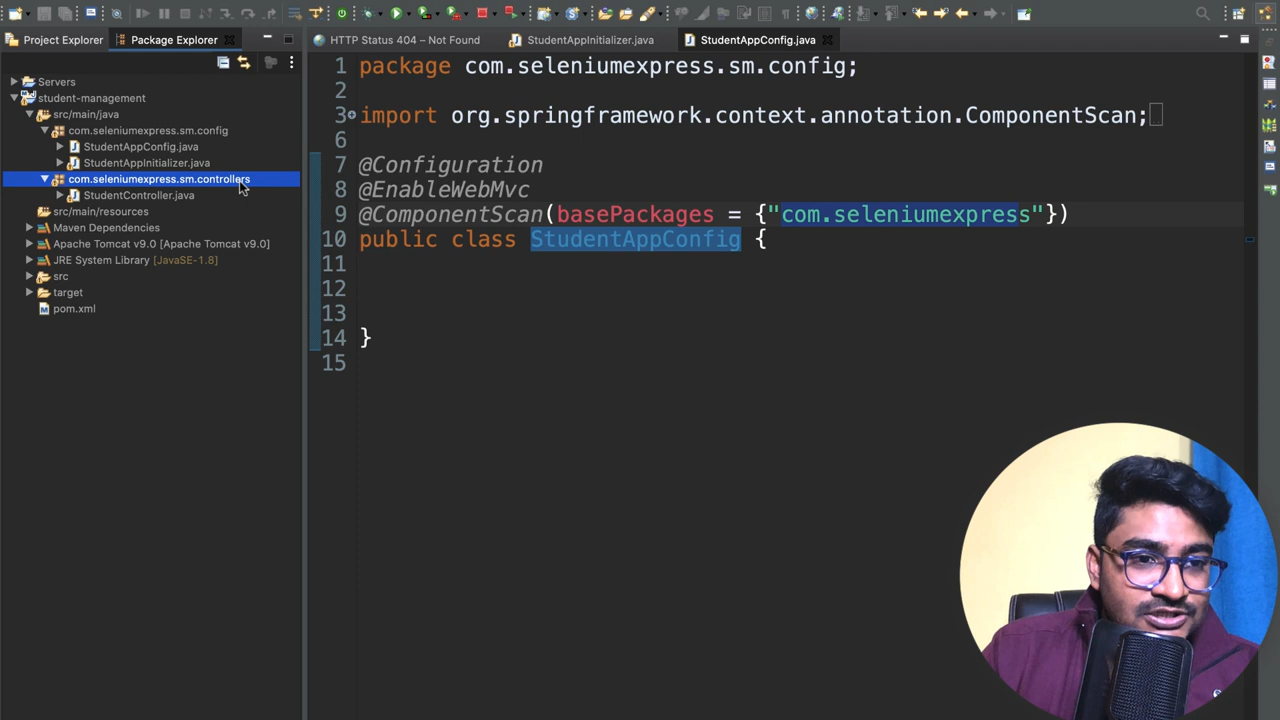 Project Explorer
Package Explorer
HTTP Status 404 – Not Found
StudentAppInitializer.java
StudentAppConfig.java
Servers
student-management
src/main/java
com.seleniumexpress.sm.config
StudentAppConfig.java
StudentAppInitializer.java
com.seleniumexpress.sm.controllers
StudentController.java
src/main/resources
Maven Dependencies
Apache Tomcat v9.0 [Apache Tomcat v9.0]
JRE System Library [JavaSE-1.8]
src
target
pom.xml
1 package com.seleniumexpress.sm.config;
2
3 import org.springframework.context.annotation.ComponentScan;
6
7 @Configuration
8 @EnableWebMvc
9 @ComponentScan(basePackages = {"com.seleniumexpress"})
10 public class StudentAppConfig {
11
12
13
14 }
15